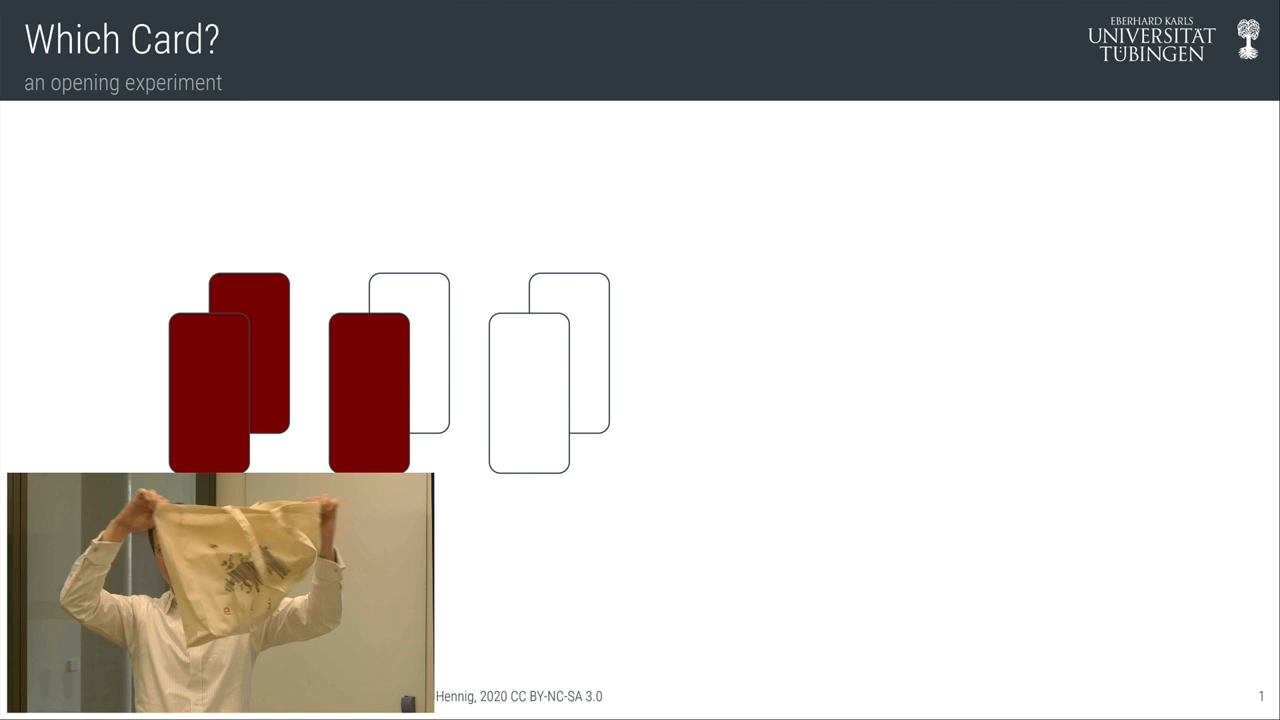 Which Card?
an opening experiment
EBERHARD KARLS
UNIVERSITÄT
TÜBINGEN
Hennig, 2020 CC BY-NC-SA 3.0
1